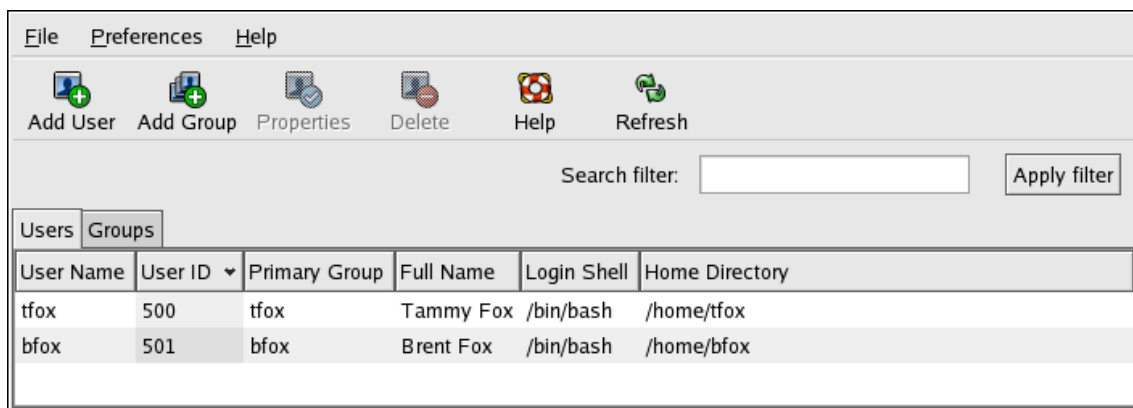 File Preferences Help
Add User Add Group Properties Delete Help Refresh
Search filter: Apply filter
Users Groups
User Name User ID Primary Group Full Name Login Shell Home Directory
tfox 500 tfox Tammy Fox /bin/bash /home/tfox
bfox 501 bfox Brent Fox /bin/bash /home/bfox